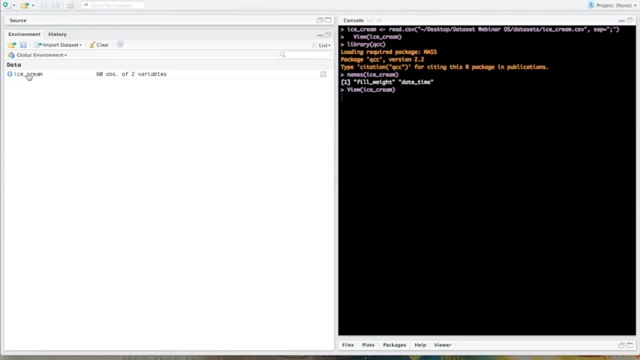 Project: (None)
Source
Console
Environment History
Import Dataset Clear List
Global Environment
Data
ice_cream 60 obs. of 2 variables
ice_cream <- read.csv("~/Desktop/Dataset Webinar 05/datasets/ice_cream.csv", sep=";")
> View(ice_cream)
> library(qcc)
Loading required package: MASS
Package 'qcc', version 2.2
Type 'citation("qcc")' for citing this R package in publications.
> names(ice_cream)
[1] "fill_weight" "date_time"
> View(ice_cream)
>
Files Plots Packages Help Viewer